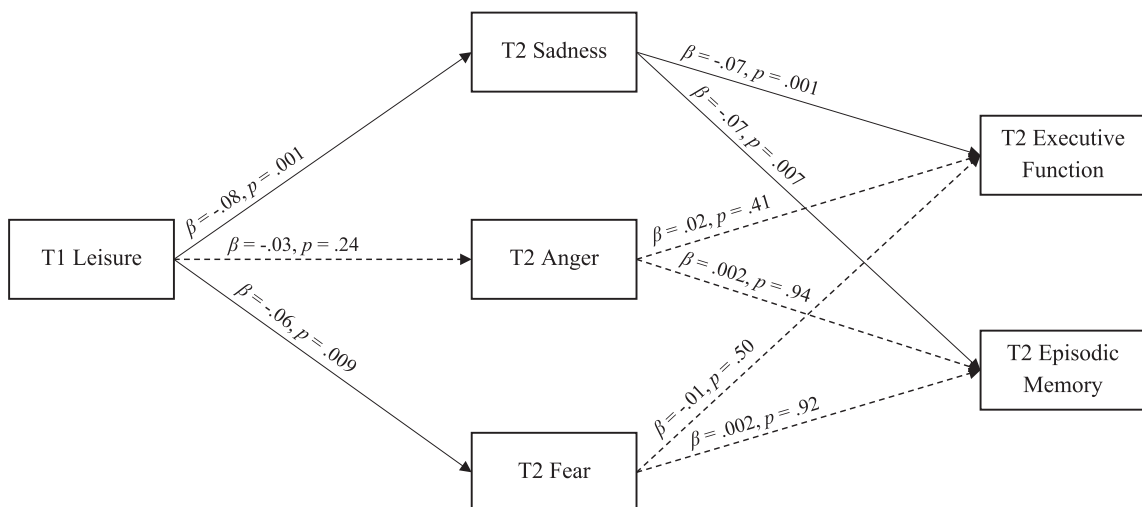 T2 Sadness
β = -.07, p = .001
β = -.07, p = .007
T2 Executive
Function
β = -.08, p = .001
β = .02, p = .41
T1 Leisure
β = -.03, p = .24
T2 Anger
β = .002, p = .94
β = -.06, p = .009
T2 Episodic
Memory
β = -.01, p = .50
β = .002, p = .92
T2 Fear